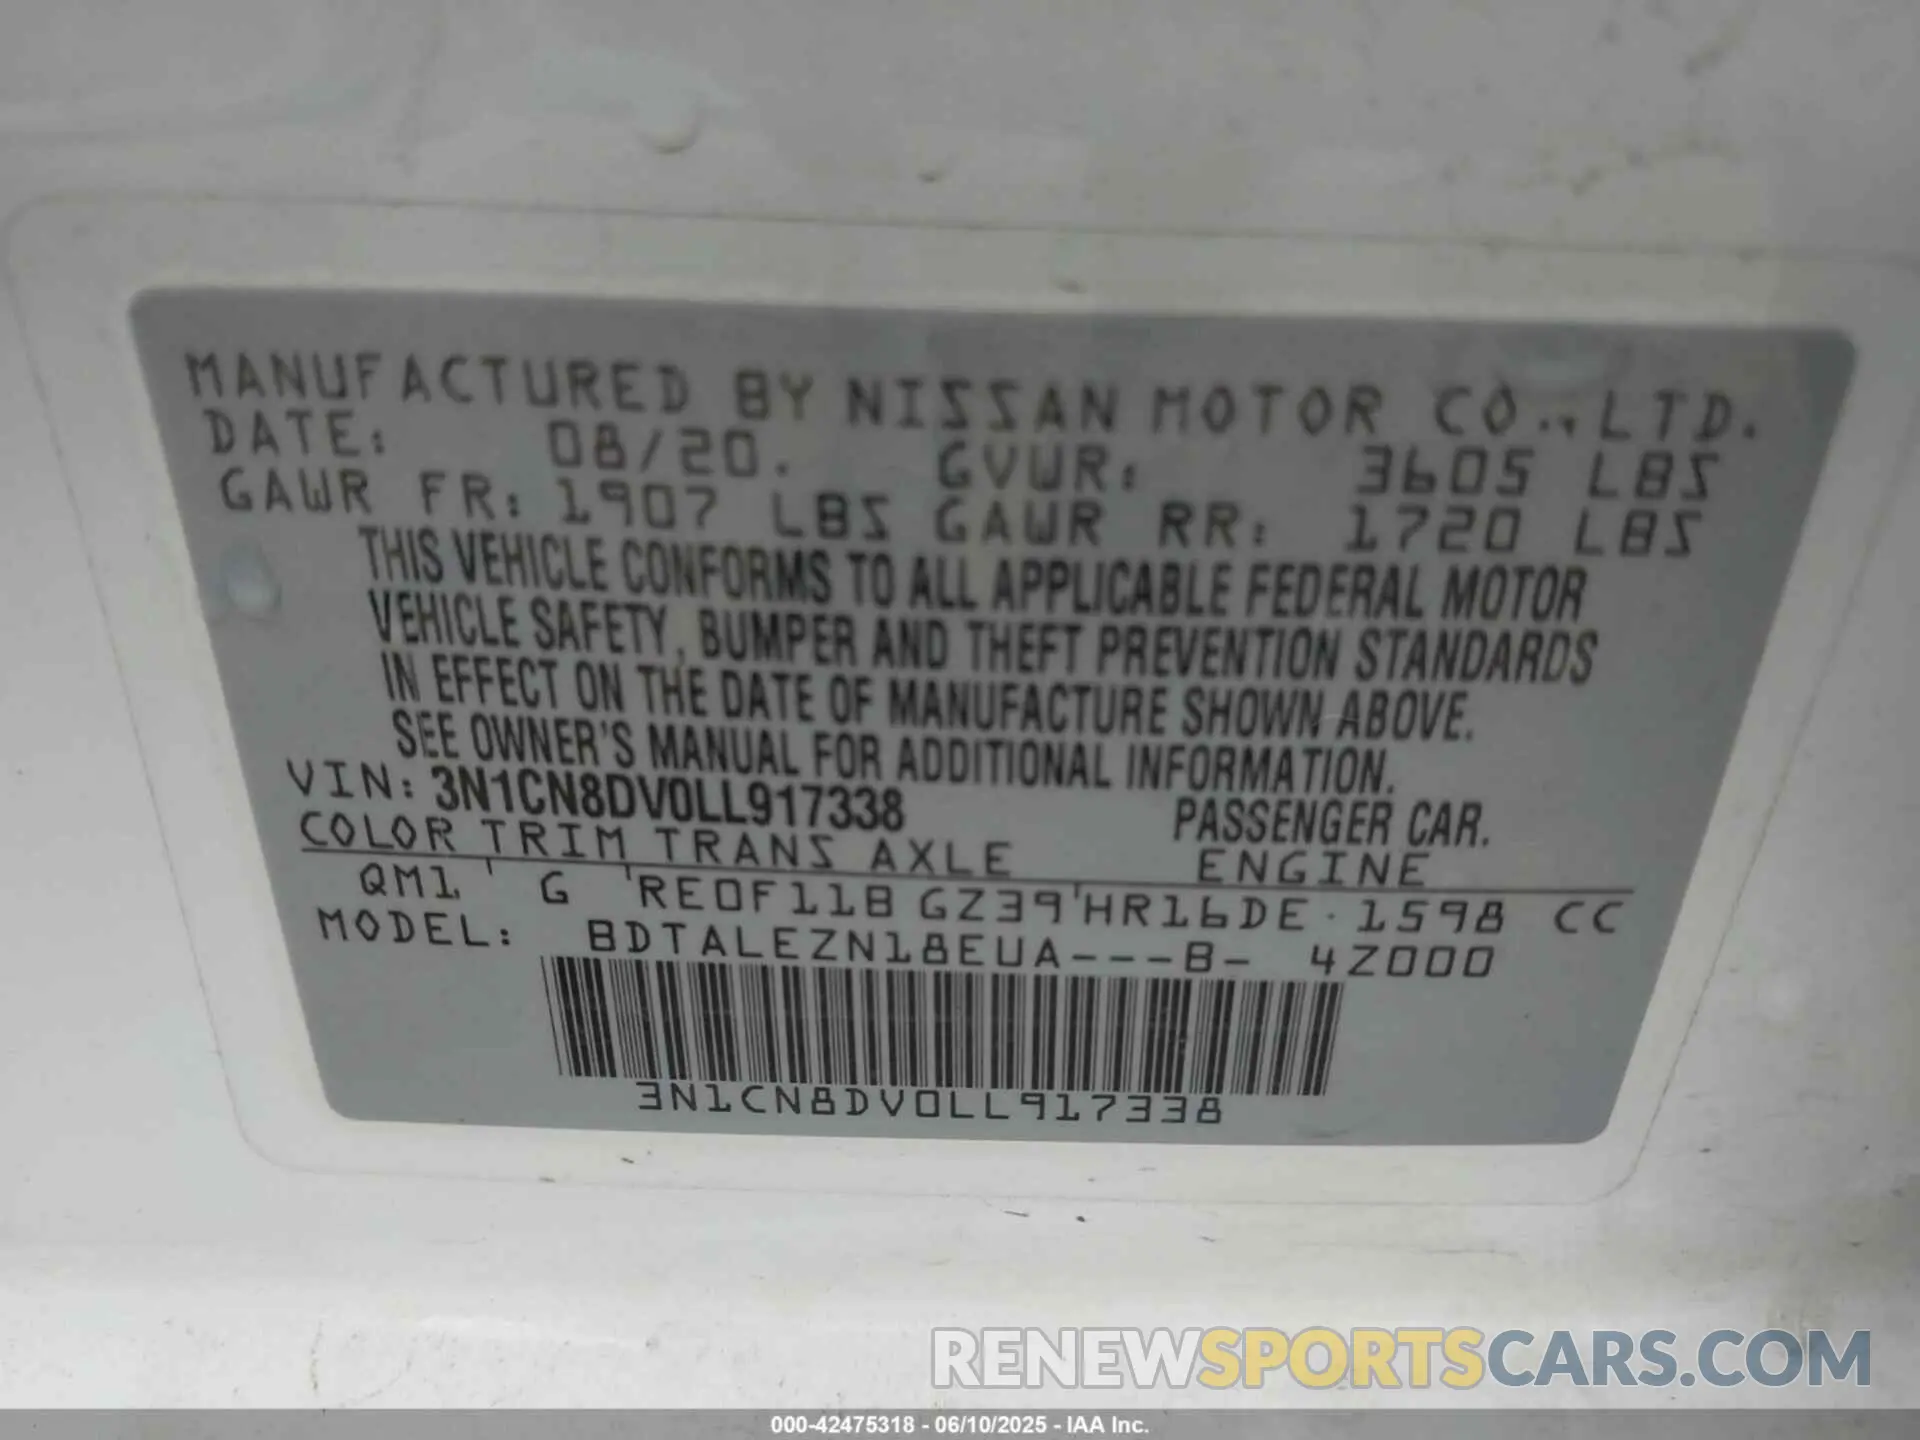 MANUFACTURED BY NISSAN MOTOR CO.,LTD.
DATE: 08/20. GVWR: 3605 LBS
GAWR FR: 1907 LBS GAWR RR: 1720 LBS
THIS VEHICLE CONFORMS TO ALL APPLICABLE FEDERAL MOTOR
VEHICLE SAFETY, BUMPER AND THEFT PREVENTION STANDARDS
IN EFFECT ON THE DATE OF MANUFACTURE SHOWN ABOVE.
SEE OWNER'S MANUAL FOR ADDITIONAL INFORMATION.
VIN: 3N1CN8DV0LL917338 PASSENGER CAR.
COLOR TRIM TRANS AXLE ENGINE
QM1 ' G 'RE0F11B GZ39'HR16DE · 1598 CC
MODEL: BDTALEZN18EUA---B- 4Z000
3N1CN8DV0LL917338
RENEWSPORTSCARS.COM
000-42475318 - 06/10/2025 - IAA Inc.